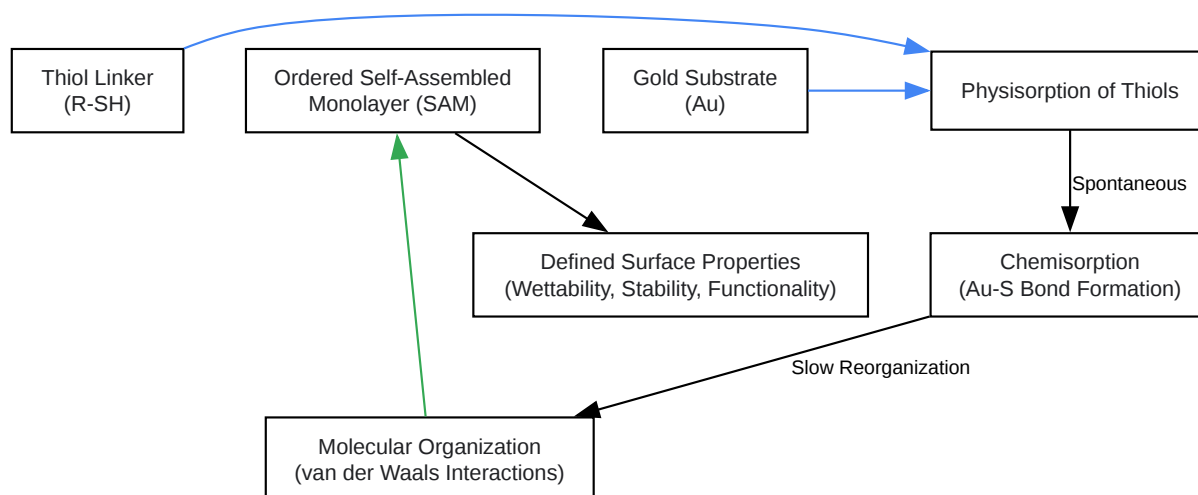 Thiol Linker
(R-SH)
Ordered Self-Assembled
Monolayer (SAM)
Gold Substrate
(Au)
Physisorption of Thiols
Spontaneous
Defined Surface Properties
(Wettability, Stability, Functionality)
Chemisorption
(Au-S Bond Formation)
Slow Reorganization
Molecular Organization
(van der Waals Interactions)